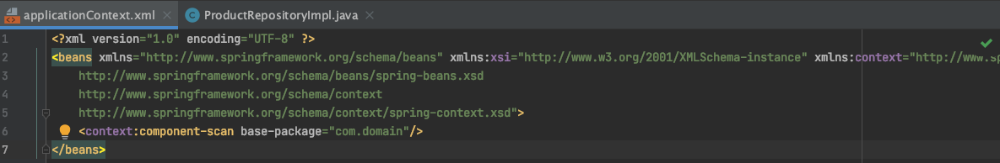 applicationContext.xml ProductRepositoryImpl.java
1 <?xml version="1.0" encoding="UTF-8" ?>
2 <beans xmlns="http://www.springframework.org/schema/beans" xmlns:xsi="http://www.w3.org/2001/XMLSchema-instance" xmlns:context="http://www.sp
3 http://www.springframework.org/schema/beans/spring-beans.xsd
4 http://www.springframework.org/schema/context
5 http://www.springframework.org/schema/context/spring-context.xsd">
6 <context:component-scan base-package="com.domain"/>
7 </beans>